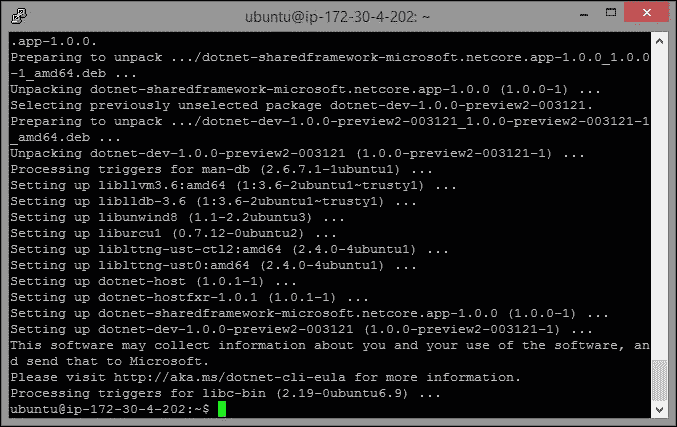 ubuntu@ip-172-30-4-202: ~
.app-1.0.0.
Preparing to unpack .../dotnet-sharedframework-microsoft.netcore.app-1.0.0_1.0.0
-1_amd64.deb ...
Unpacking dotnet-sharedframework-microsoft.netcore.app-1.0.0 (1.0.0-1) ...
Selecting previously unselected package dotnet-dev-1.0.0-preview2-003121.
Preparing to unpack .../dotnet-dev-1.0.0-preview2-003121_1.0.0-preview2-003121-1
_amd64.deb ...
Unpacking dotnet-dev-1.0.0-preview2-003121 (1.0.0-preview2-003121-1) ...
Processing triggers for man-db (2.6.7.1-1ubuntu1) ...
Setting up libllvm3.6:amd64 (1:3.6-2ubuntu1~trusty1) ...
Setting up liblldb-3.6 (1:3.6-2ubuntu1~trusty1) ...
Setting up libunwind8 (1.1-2.2ubuntu3) ...
Setting up liburcu1 (0.7.12-0ubuntu2) ...
Setting up liblttng-ust-ctl2:amd64 (2.4.0-4ubuntu1) ...
Setting up liblttng-ust0:amd64 (2.4.0-4ubuntu1) ...
Setting up dotnet-host (1.0.1-1) ...
Setting up dotnet-hostfxr-1.0.1 (1.0.1-1) ...
Setting up dotnet-sharedframework-microsoft.netcore.app-1.0.0 (1.0.0-1) ...
Setting up dotnet-dev-1.0.0-preview2-003121 (1.0.0-preview2-003121-1) ...
This software may collect information about you and your use of the software, an
d send that to Microsoft.
Please visit http://aka.ms/dotnet-cli-eula for more information.
Processing triggers for libc-bin (2.19-0ubuntu6.9) ...
ubuntu@ip-172-30-4-202:~$